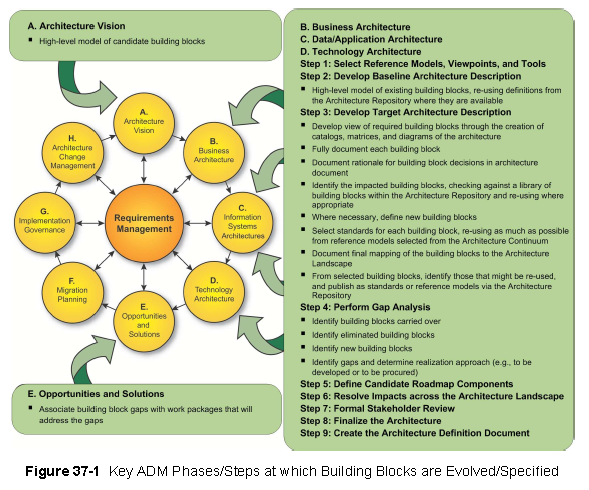 A. Architecture Vision
▪ High-level model of candidate building blocks
A.
Architecture
Vision
B.
Business
Architecture
C.
Information
Systems
Architectures
D.
Technology
Architecture
E.
Opportunities
and
Solutions
F.
Migration
Planning
G.
Implementation
Governance
H.
Architecture
Change
Management
Requirements
Management
E. Opportunities and Solutions
▪ Associate building block gaps with work packages that will
address the gaps
B. Business Architecture
C. Data/Application Architecture
D. Technology Architecture
Step 1: Select Reference Models, Viewpoints, and Tools
Step 2: Develop Baseline Architecture Description
▪ High-level model of existing building blocks, re-using definitions from
the Architecture Repository where they are available
Step 3: Develop Target Architecture Description
▪ Develop view of required building blocks through the creation of
catalogs, matrices, and diagrams of the architecture
▪ Fully document each building block
▪ Document rationale for building block decisions in architecture
document
▪ Identify the impacted building blocks, checking against a library of
building blocks within the Architecture Repository and re-using where
appropriate
▪ Where necessary, define new building blocks
▪ Select standards for each building block, re-using as much as possible
from reference models selected from the Architecture Continuum
▪ Document final mapping of the building blocks to the Architecture
Landscape
▪ From selected building blocks, identify those that might be re-used,
and publish as standards or reference models via the Architecture
Repository
Step 4: Perform Gap Analysis
▪ Identify building blocks carried over
▪ Identify eliminated building blocks
▪ Identify new building blocks
▪ Identify gaps and determine realization approach (e.g., to be
developed or to be procured)
Step 5: Define Candidate Roadmap Components
Step 6: Resolve Impacts across the Architecture Landscape
Step 7: Formal Stakeholder Review
Step 8: Finalize the Architecture
Step 9: Create the Architecture Definition Document
Figure 37-1 Key ADM Phases/Steps at which Building Blocks are Evolved/Specified